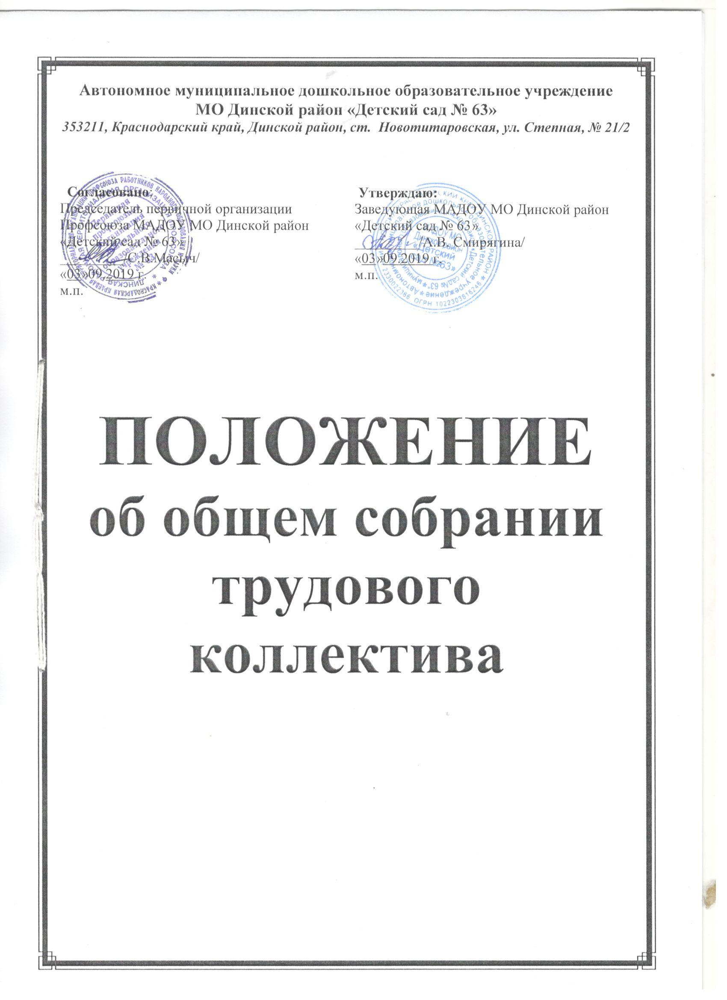 Автономное муниципальное дошкольное образовательное учреждение
МО Динской район «Детский сад № 63»
353211, Краснодарский край, Динской район, ст. Новотитаровская, ул. Степная, № 21/2
Согласовано:
Председатель первичной организации
Профсоюза МАДОУ МО Динской район
«Детский сад № 63»
/С.В.Масыч/
«03»09.2019 г.
м.п.
Утверждаю:
Заведующая МАДОУ МО Динской район
«Детский сад № 63»
/А.В. Смирягина/
«03»09.2019 г.
м.п.
ПОЛОЖЕНИЕ
об общем собрании
трудового
коллектива